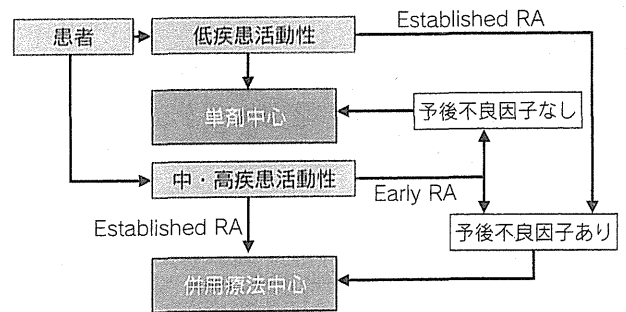 Established RA
患者
低疾患活動性
単剤中心
予後不良因子なし
中・高疾患活動性
Early RA
Established RA
予後不良因子あり
併用療法中心